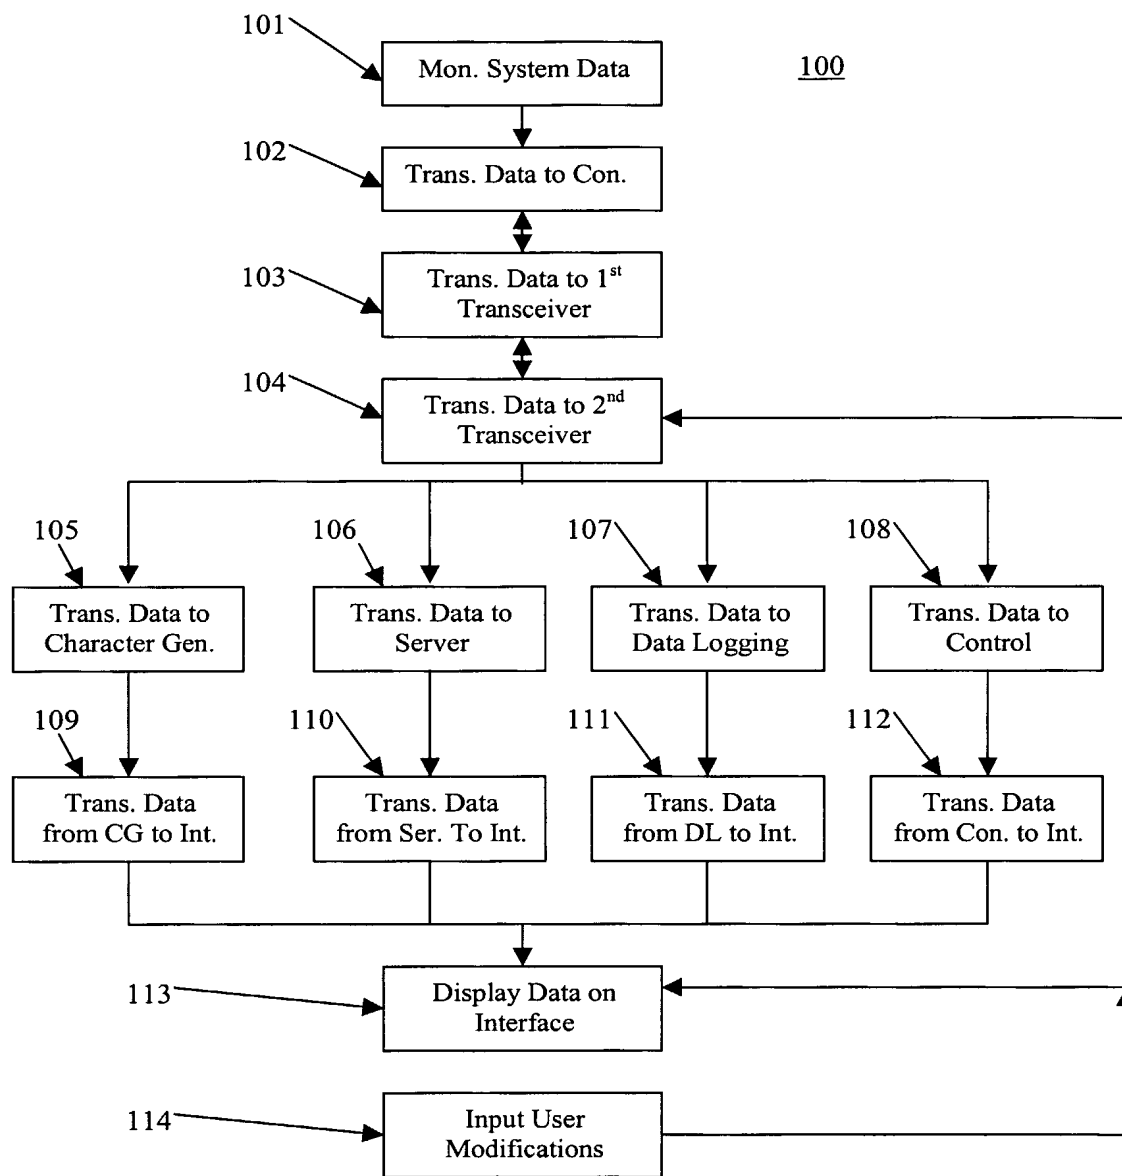 101
Mon. System Data
100
102
Trans. Data to Con.
103
Trans. Data to 1st
Transceiver
104
Trans. Data to 2nd
Transceiver
105
106
107
108
Trans. Data to
Character Gen.
Trans. Data to
Server
Trans. Data to
Data Logging
Trans. Data to
Control
109
110
111
112
Trans. Data
from CG to Int.
Trans. Data
from Ser. To Int.
Trans. Data
from DL to Int.
Trans. Data
from Con. to Int.
113
Display Data on
Interface
114
Input User
Modifications